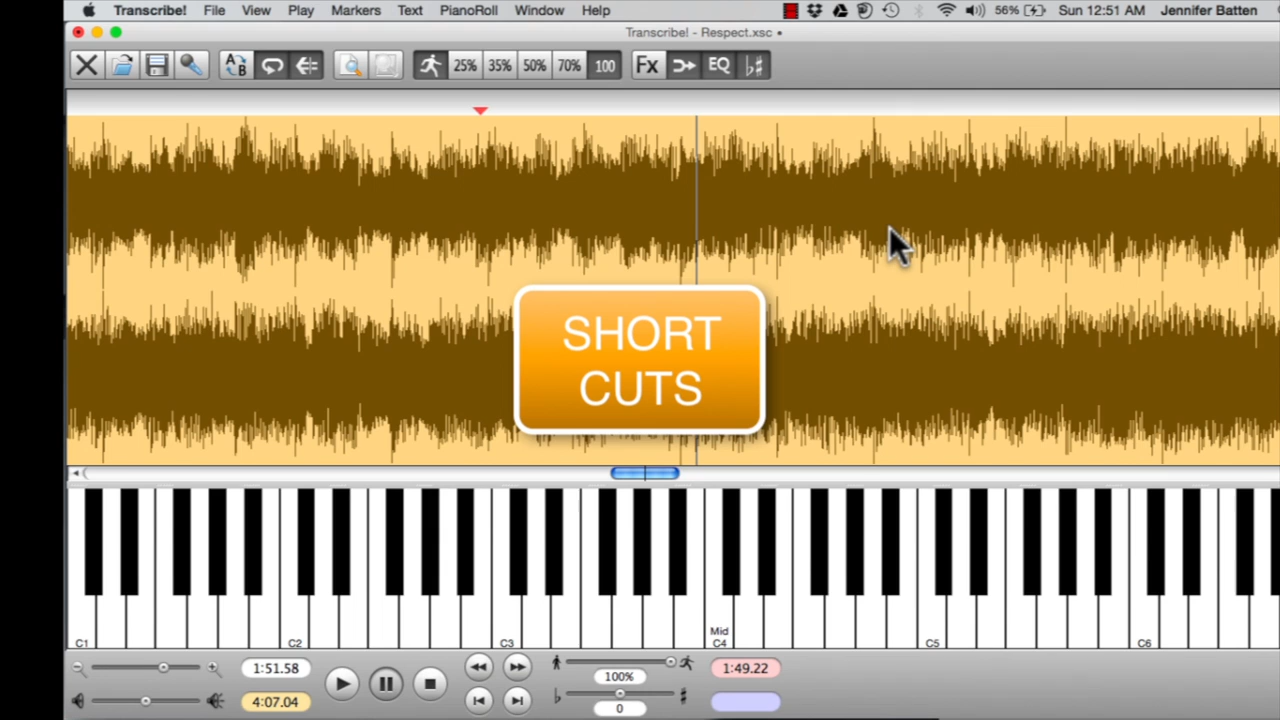 Transcribe! File View Play Markers Text PianoRoll Window Help 56% Sun 12:51 AM Jennifer Batten
Transcribe! - Respect.xsc •
A B 25% 35% 50% 70% 100 Fx EQ ♭♯
SHORT
CUTS
Mid
C1 C2 C3 C4 C5 C6
1:51.58 100% 1:49.22
4:07.04 ♭ 0 ♯